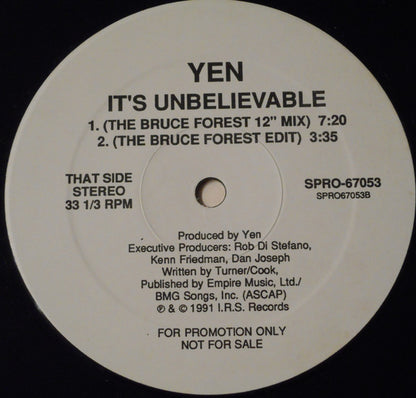 YEN
IT'S UNBELIEVABLE
1. (THE BRUCE FOREST 12" MIX) 7:20
2. (THE BRUCE FOREST EDIT) 3:35
THAT SIDE
STEREO
33 1/3 RPM
SPRO-67053
SPRO67053B
Produced by Yen
Executive Producers: Rob Di Stefano,
Kenn Friedman, Dan Joseph
Written by Turner/Cook,
Published by Empire Music, Ltd./
BMG Songs, Inc. (ASCAP)
℗ & © 1991 I.R.S. Records
FOR PROMOTION ONLY
NOT FOR SALE